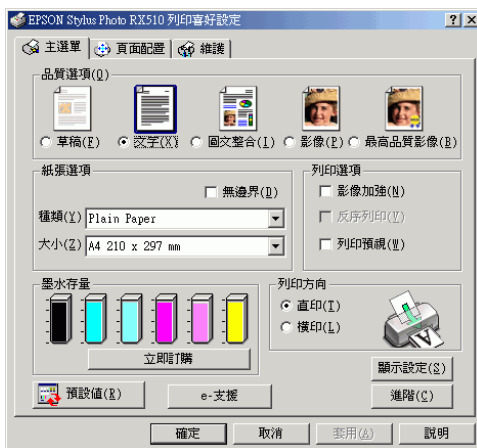 EPSON Stylus Photo RX510 列印喜好設定
主選單 頁面配置 維護
品質選項(Q)
草稿(F) 文字(X) 圖文整合(I) 影像(P) 最高品質影像(B)
紙張選項
無邊界(D)
種類(Y) Plain Paper
大小(Z) A4 210 x 297 mm
列印選項
影像加強(N)
反序列印(V)
列印預視(W)
墨水存量
立即訂購
列印方向
直印(I)
橫印(L)
顯示設定(S)
預設值(R) e-支援 進階(C)
確定 取消 套用(A) 說明